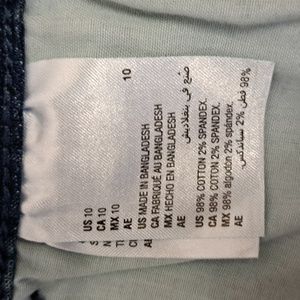 US 10
CA 10
MX 10
AE 10
US MADE IN BANGLADESH
CA FABRIQUÉ AU BANGLADESH
MX HECHO EN BANGLADESH
AE صنع في بنغلاديش
US 98% COTTON 2% SPANDEX.
CA 98% COTON 2% SPANDEX.
MX 98% algodón 2% spándex.
AE 98% قطن 2% سباندكس